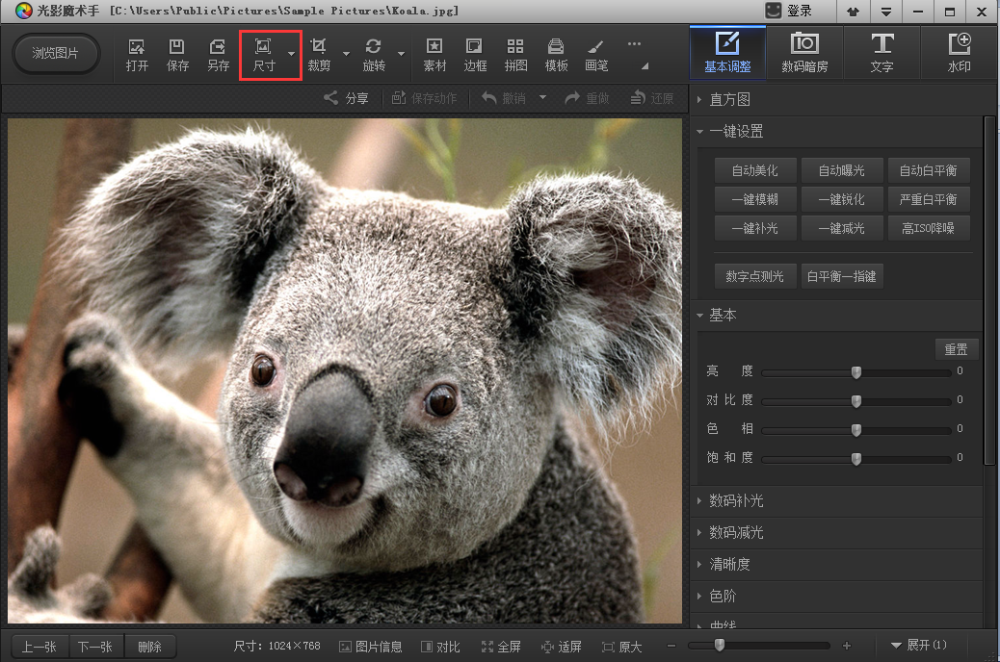 光影魔术手 [C:\Users\Public\Pictures\Sample Pictures\Koala.jpg] 登录
浏览图片 打开 保存 另存 尺寸 裁剪 旋转 素材 边框 拼图 模板 画笔 基本调整 数码暗房 文字 水印
分享 保存动作 撤销 重做 还原
直方图
一键设置
自动美化 自动曝光 自动白平衡
一键模糊 一键锐化 严重白平衡
一键补光 一键减光 高ISO降噪
数字点测光 白平衡一指键
基本
重置
亮度 0
对比度 0
色相 0
饱和度 0
数码补光
数码减光
清晰度
色阶
曲线
上一张 下一张 删除 尺寸：1024×768 图片信息 对比 全屏 适屏 原大 展开(1)